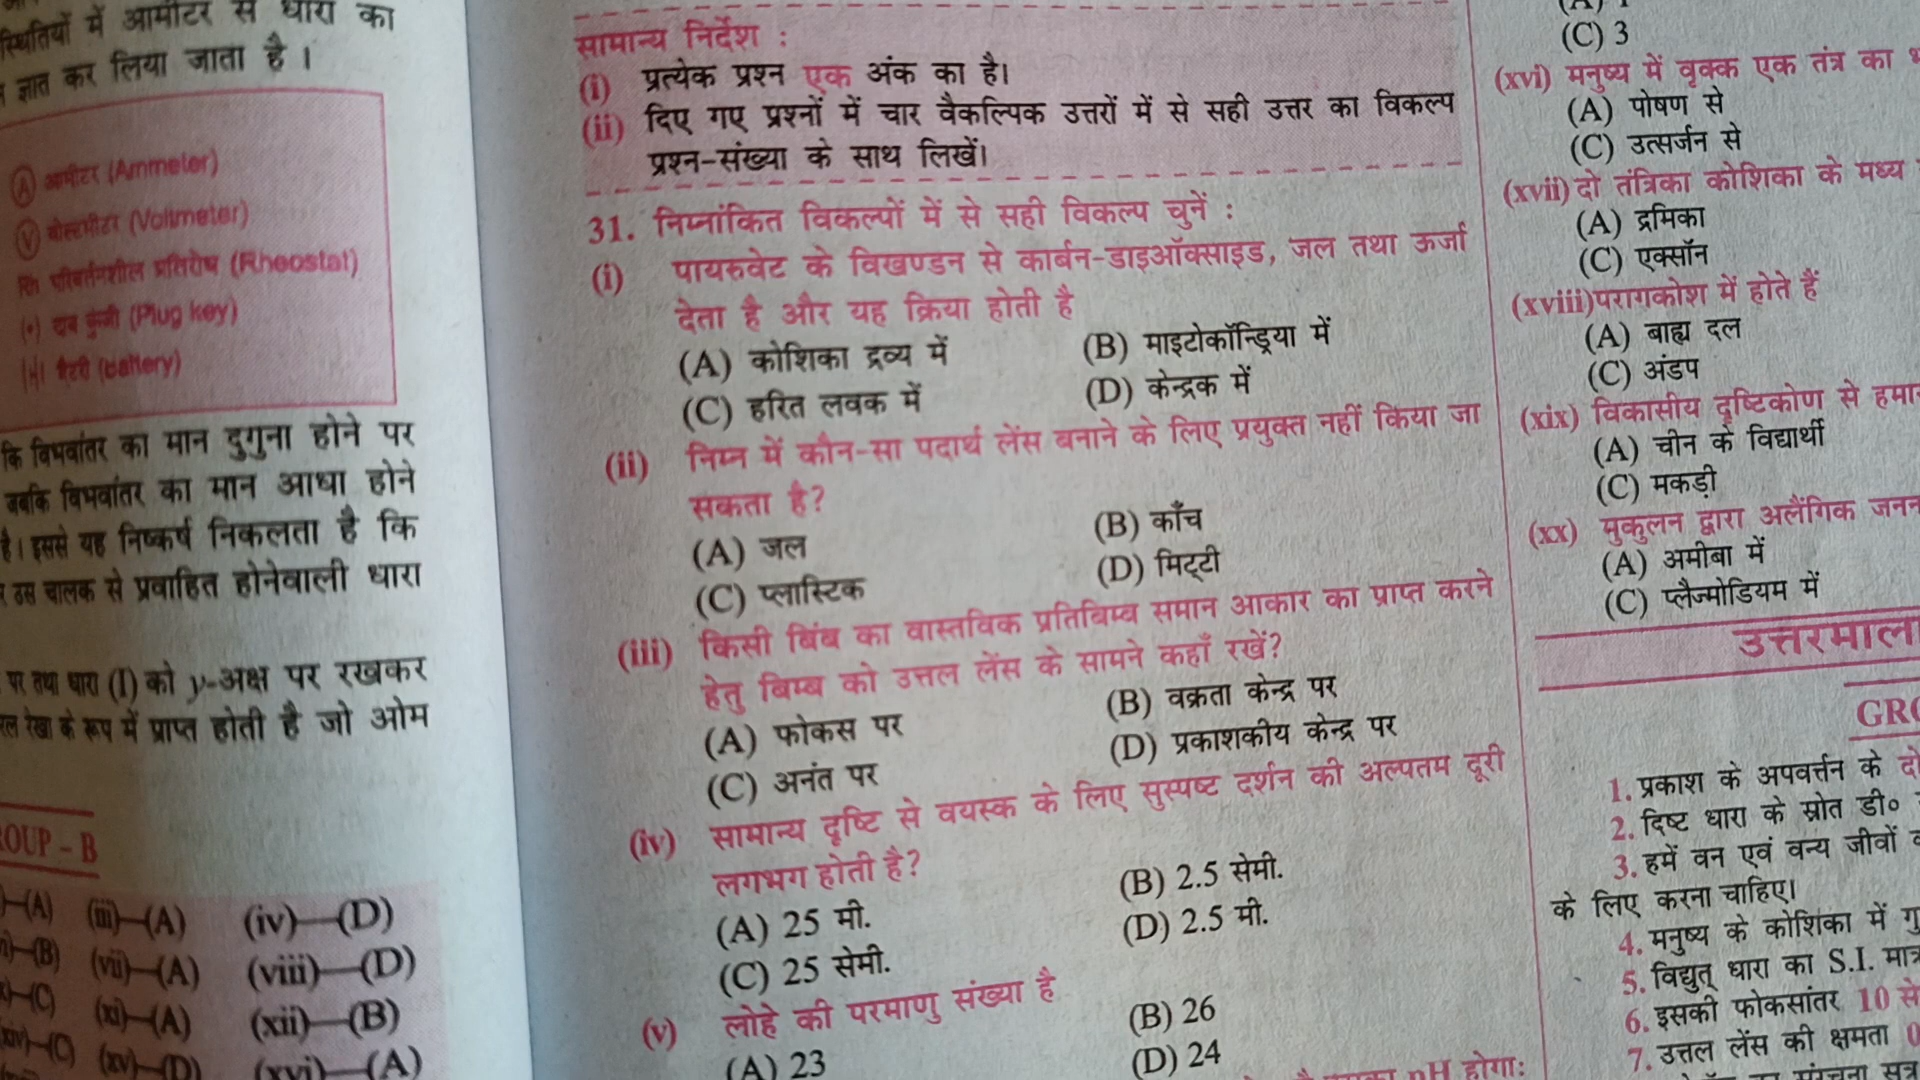 स्थितियों में आमीटर से धारा का
ज्ञात कर लिया जाता है ।
(A) आमीटर (Ammeter)
(V) वोल्टमीटर (Voltmeter)
परिवर्तनशील प्रतिरोध (Rheostat)
(•) प्लग कुंजी (Plug key)
बैटरी (battery)
कि विभवांतर का मान दुगुना होने पर
जबकि विभवांतर का मान आधा होने
है। इससे यह निष्कर्ष निकलता है कि
उस चालक से प्रवाहित होनेवाली धारा
पर तथा धारा (I) को y-अक्ष पर रखकर
रेखा के रूप में प्राप्त होती है जो ओम
OUP – B
—(A) (iii)—(A) (iv)—(D)
—(B) (vii)—(A) (viii)—(D)
—(C) (xi)—(A) (xii)—(B)
—(C) (xv)—(D) (xvi)—(A)
सामान्य निर्देश :
(i) प्रत्येक प्रश्न एक अंक का है।
(ii) दिए गए प्रश्नों में चार वैकल्पिक उत्तरों में से सही उत्तर का विकल्प
प्रश्न-संख्या के साथ लिखें।
31. निम्नांकित विकल्पों में से सही विकल्प चुनें :
(i) पायरुवेट के विखण्डन से कार्बन-डाइऑक्साइड, जल तथा ऊर्जा
देता है और यह क्रिया होती है
(A) कोशिका द्रव्य में (B) माइटोकॉन्ड्रिया में
(C) हरित लवक में (D) केन्द्रक में
(ii) निम्न में कौन-सा पदार्थ लेंस बनाने के लिए प्रयुक्त नहीं किया जा
सकता है?
(A) जल (B) काँच
(C) प्लास्टिक (D) मिट्टी
(iii) किसी बिंब का वास्तविक प्रतिबिम्ब समान आकार का प्राप्त करने
हेतु बिम्ब को उत्तल लेंस के सामने कहाँ रखें?
(A) फोकस पर (B) वक्रता केन्द्र पर
(C) अनंत पर (D) प्रकाशकीय केन्द्र पर
(iv) सामान्य दृष्टि से वयस्क के लिए सुस्पष्ट दर्शन की अल्पतम दूरी
लगभग होती है?
(A) 25 मी. (B) 2.5 सेमी.
(C) 25 सेमी. (D) 2.5 मी.
(v) लोहे की परमाणु संख्या है
(A) 23 (B) 26
(D) 24
pH होगा:
(C) 3
(xvi) मनुष्य में वृक्क एक तंत्र का
(A) पोषण से
(C) उत्सर्जन से
(xvii) दो तंत्रिका कोशिका के मध्य
(A) द्रुमिका
(C) एक्सॉन
(xviii) परागकोश में होते हैं
(A) बाह्य दल
(C) अंडप
(xix) विकासीय दृष्टिकोण से
(A) चीन के विद्यार्थी
(C) मकड़ी
(xx) मुकुलन द्वारा अलैंगिक
(A) अमीबा में
(C) प्लैज्मोडियम में
उत्तरमाल
GRO
1. प्रकाश के अपवर्त्तन के दो
2. दिष्ट धारा के स्रोत डी०
3. हमें वन एवं वन्य जीवों
के लिए करना चाहिए।
4. मनुष्य के कोशिका में
5. विद्युत् धारा का S.I. मात्र
6. इसकी फोकसांतर 10 से
7. उत्तल लेंस की क्षमता